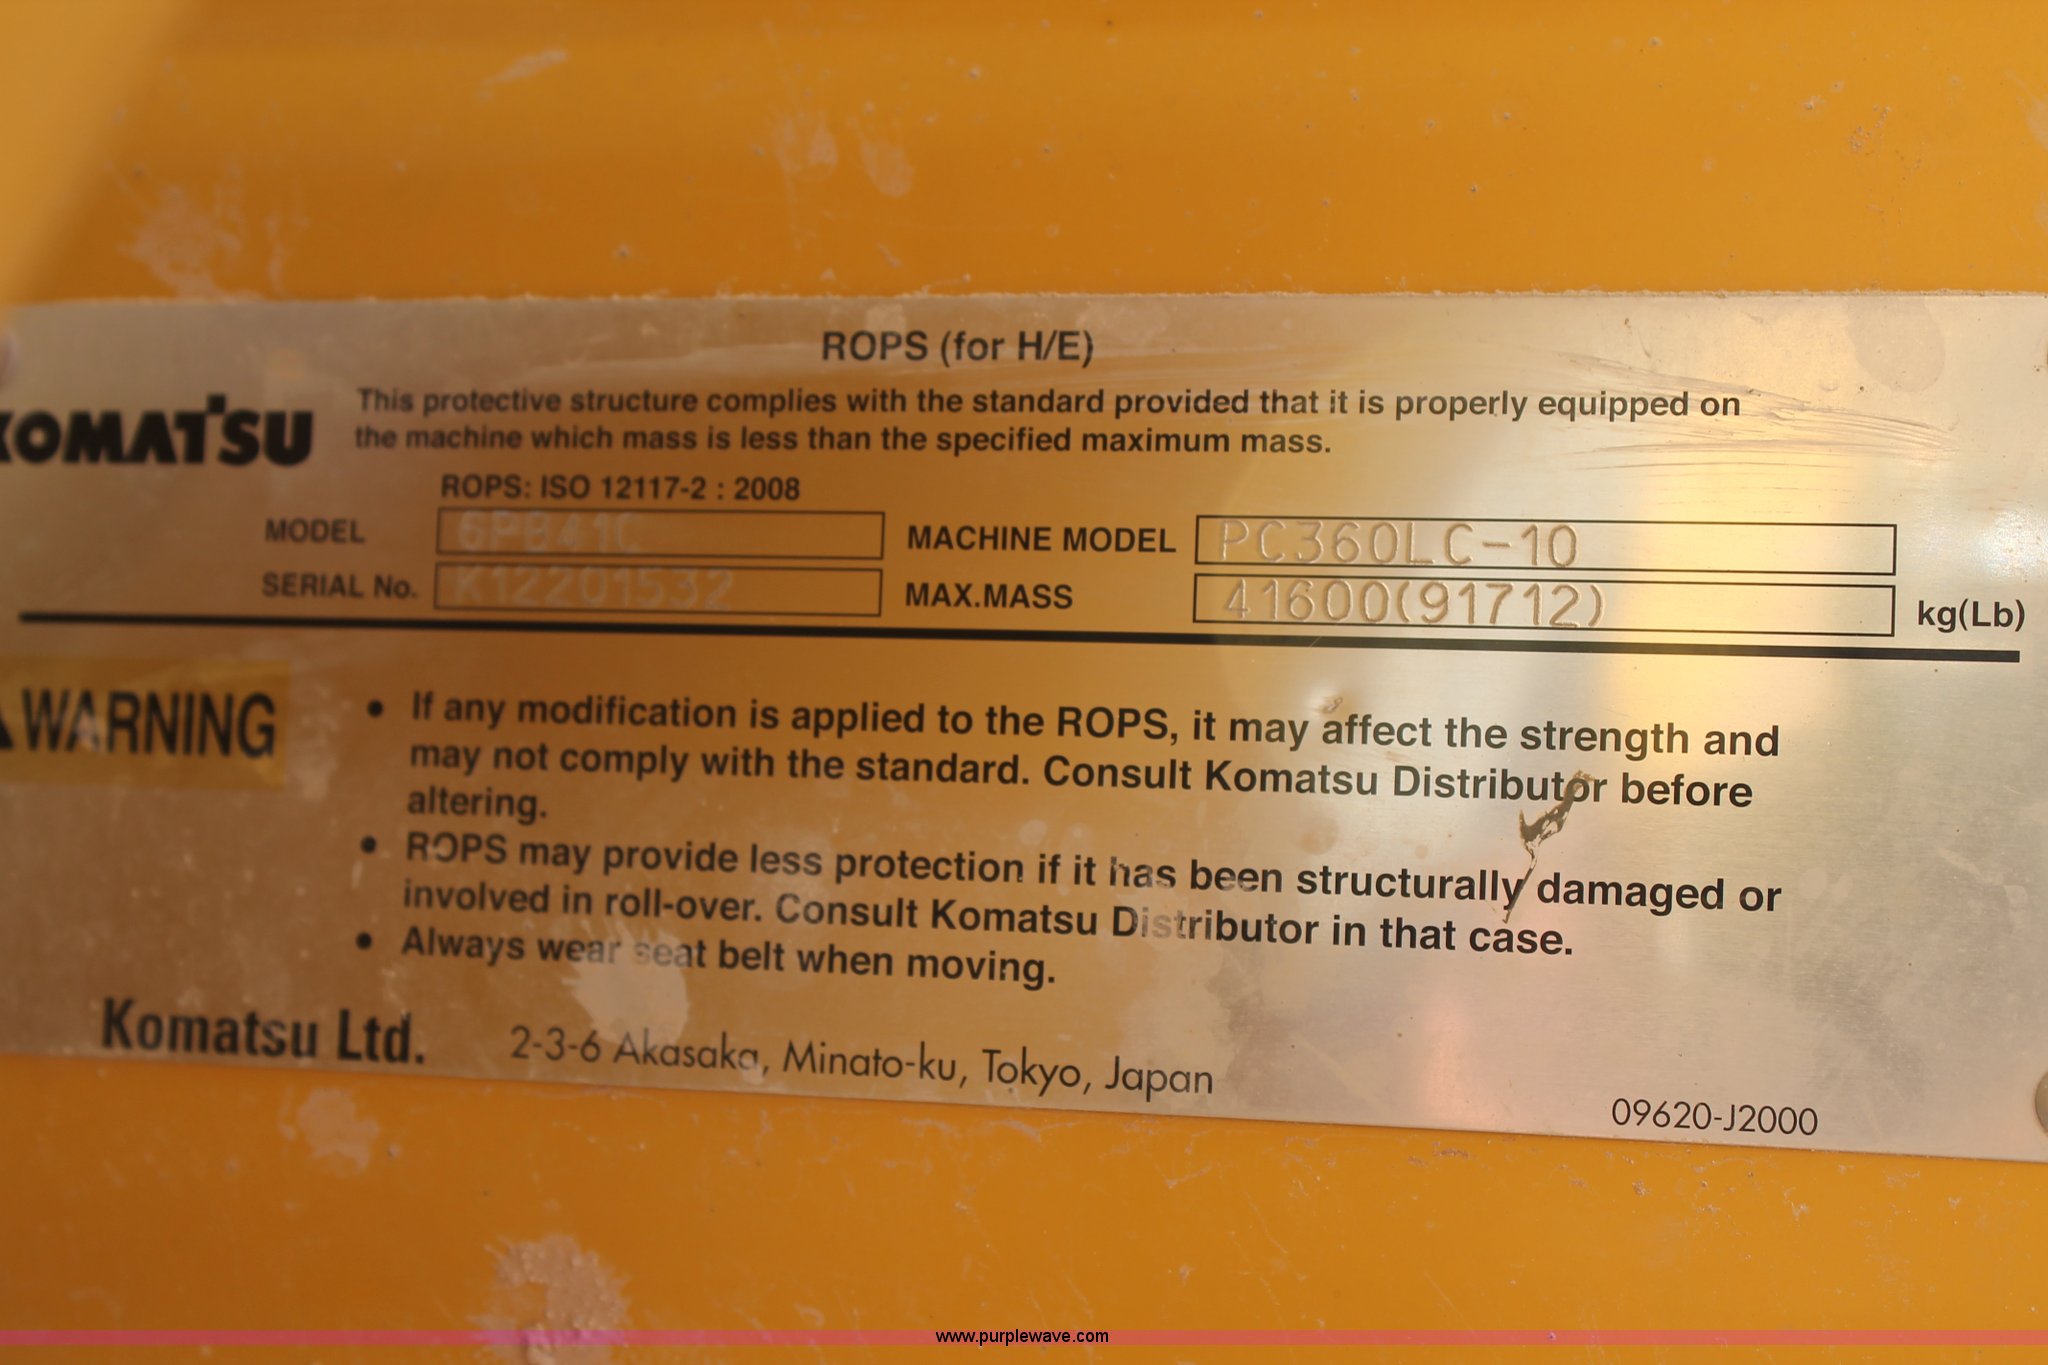 ROPS (for H/E)
KOMATSU
This protective structure complies with the standard provided that it is properly equipped on
the machine which mass is less than the specified maximum mass.
ROPS: ISO 12117-2 : 2008
MODEL 6PB41C MACHINE MODEL PC360LC-10
SERIAL No. K12201532 MAX.MASS 41600(91712) kg(Lb)
WARNING
• If any modification is applied to the ROPS, it may affect the strength and
may not comply with the standard. Consult Komatsu Distributor before
altering.
• ROPS may provide less protection if it has been structurally damaged or
involved in roll-over. Consult Komatsu Distributor in that case.
• Always wear seat belt when moving.
Komatsu Ltd. 2-3-6 Akasaka, Minato-ku, Tokyo, Japan
09620-J2000
www.purplewave.com